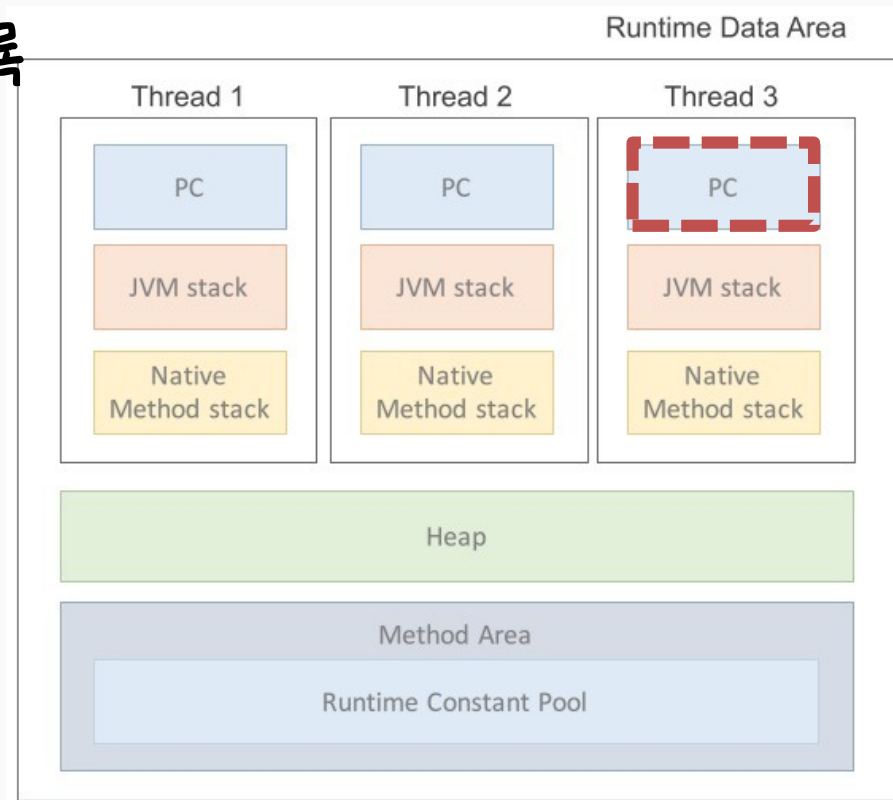 Runtime Data Area
Thread 1
Thread 2
Thread 3
PC
PC
PC
JVM stack
JVM stack
JVM stack
Native
Method stack
Native
Method stack
Native
Method stack
Heap
Method Area
Runtime Constant Pool